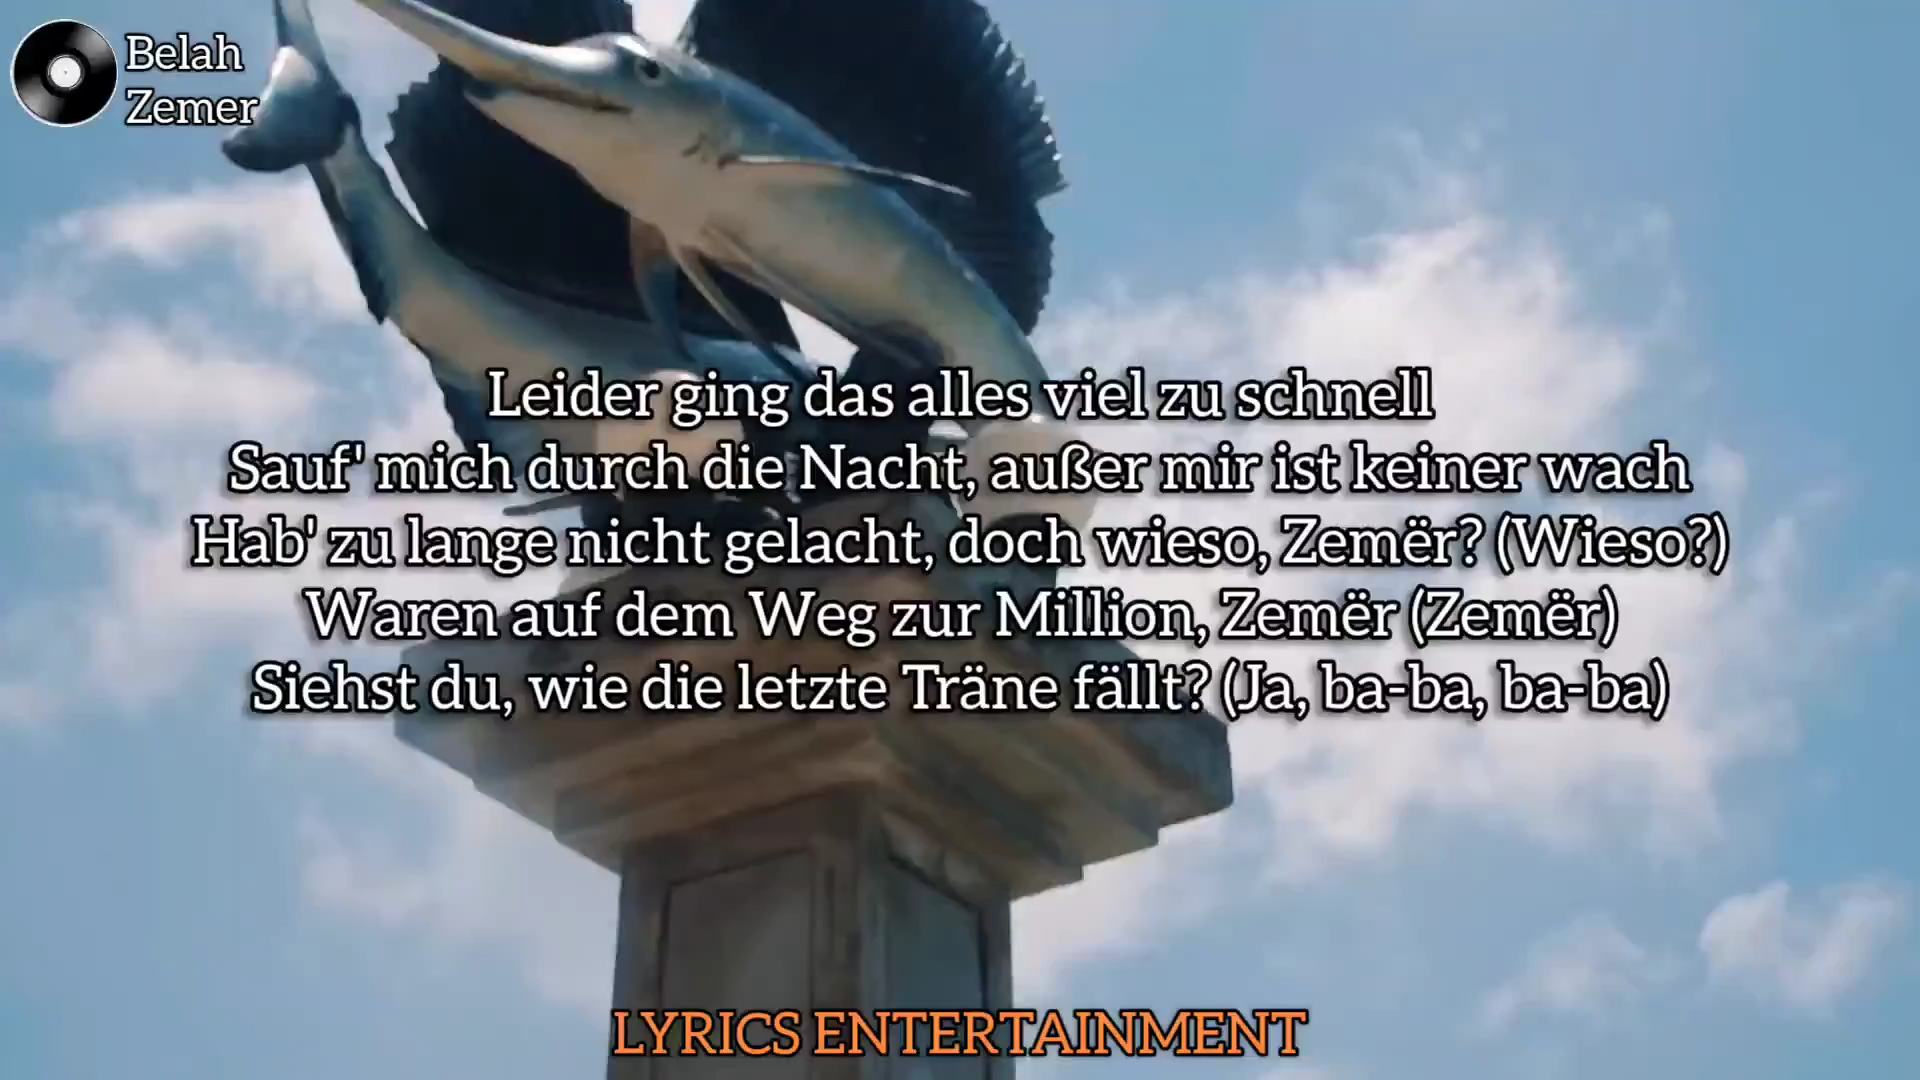 Belah
Zemer
Leider ging das alles viel zu schnell
Sauf' mich durch die Nacht, außer mir ist keiner wach
Hab' zu lange nicht gelacht, doch wieso, Zemër? (Wieso?)
Waren auf dem Weg zur Million, Zemër (Zemër)
Siehst du, wie die letzte Träne fällt? (Ja, ba-ba, ba-ba)
LYRICS ENTERTAINMENT